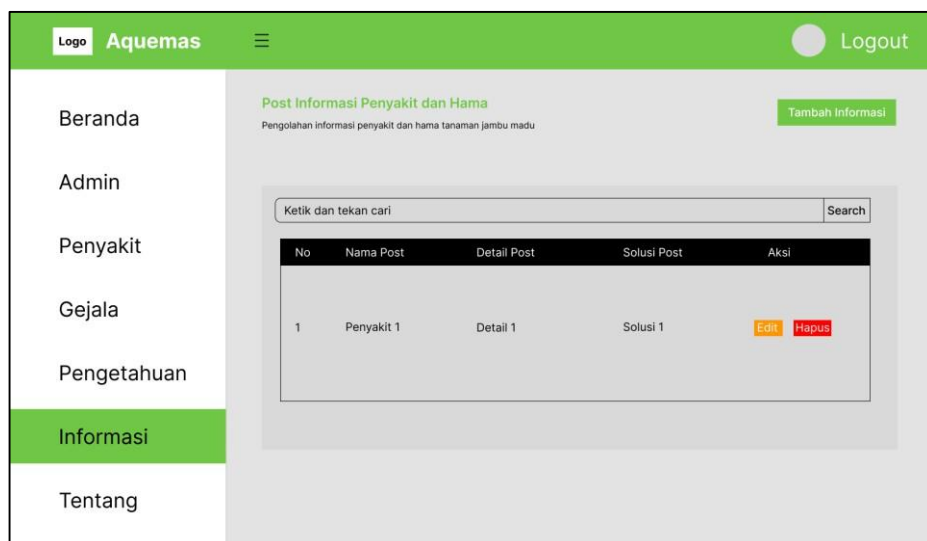 Logo Aquemas ☰ Logout
Beranda
Admin
Penyakit
Gejala
Pengetahuan
Informasi
Tentang
Post Informasi Penyakit dan Hama
Pengolahan informasi penyakit dan hama tanaman jambu madu
Tambah Informasi
Ketik dan tekan cari Search
No Nama Post Detail Post Solusi Post Aksi
1 Penyakit 1 Detail 1 Solusi 1 Edit Hapus